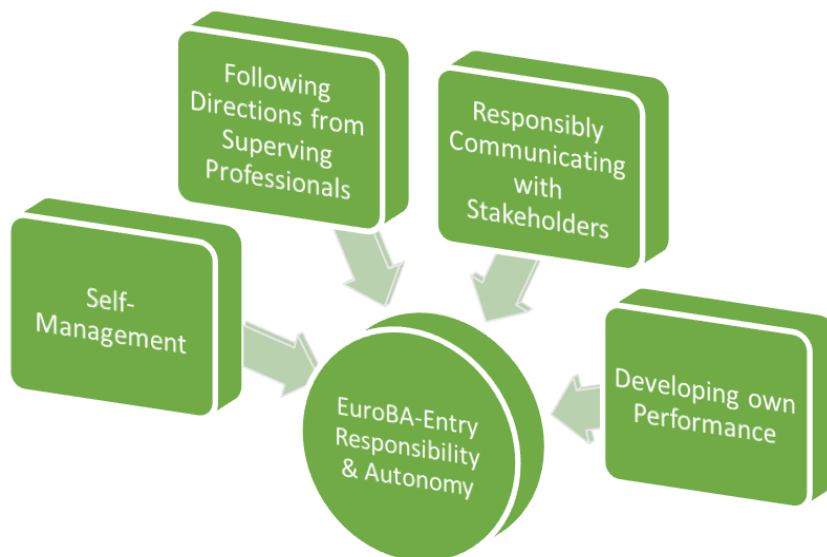 Following
Directions from
Superving
Professionals
Responsibly
Communicating
with
Stakeholders
Self-
Management
Developing own
Performance
EuroBA-Entry
Responsibility
& Autonomy